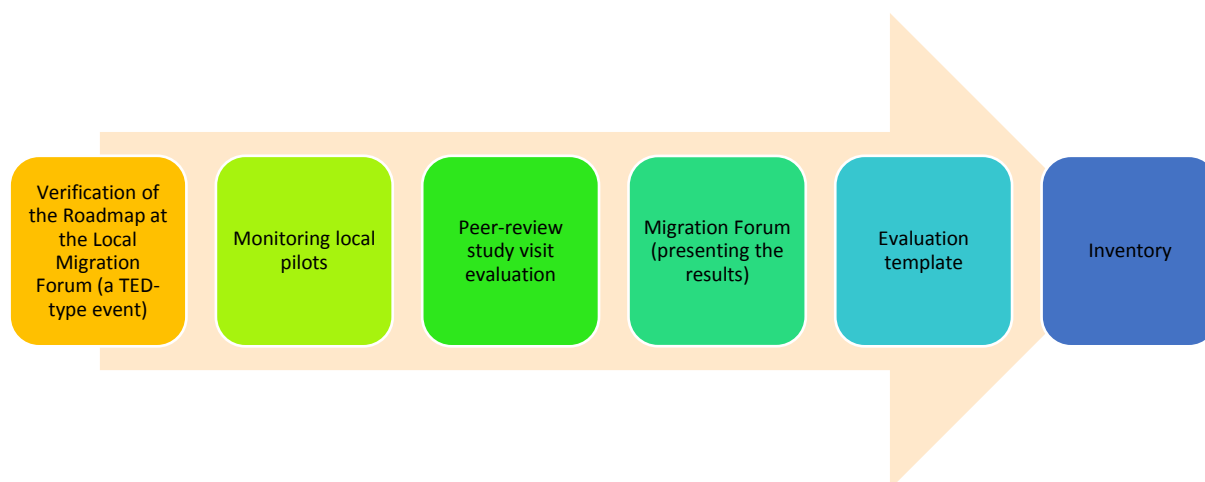 Verification of
the Roadmap at
the Local
Migration
Forum (a TED-
type event)
Monitoring local
pilots
Peer-review
study visit
evaluation
Migration Forum
(presenting the
results)
Evaluation
template
Inventory